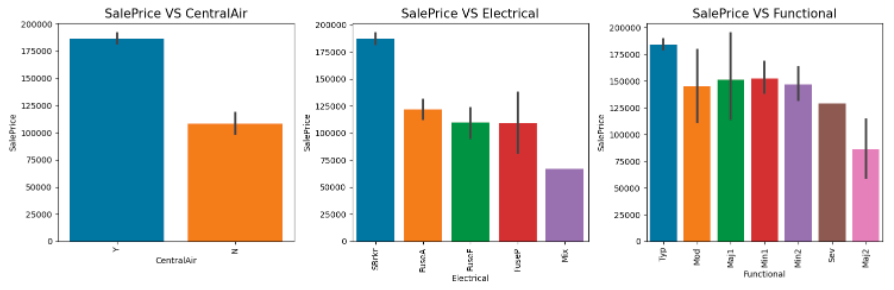 SalePrice VS CentralAir
SalePrice
200000
175000
150000
125000
100000
75000
50000
25000
0
Y
N
CentralAir
SalePrice VS Electrical
SalePrice
200000
175000
150000
125000
100000
75000
50000
25000
0
SBrkr
FuseA
FuseF
FuseP
Mix
Electrical
SalePrice VS Functional
SalePrice
200000
175000
150000
125000
100000
75000
50000
25000
0
Typ
Mod
Maj1
Min1
Min2
Sev
Maj2
Functional